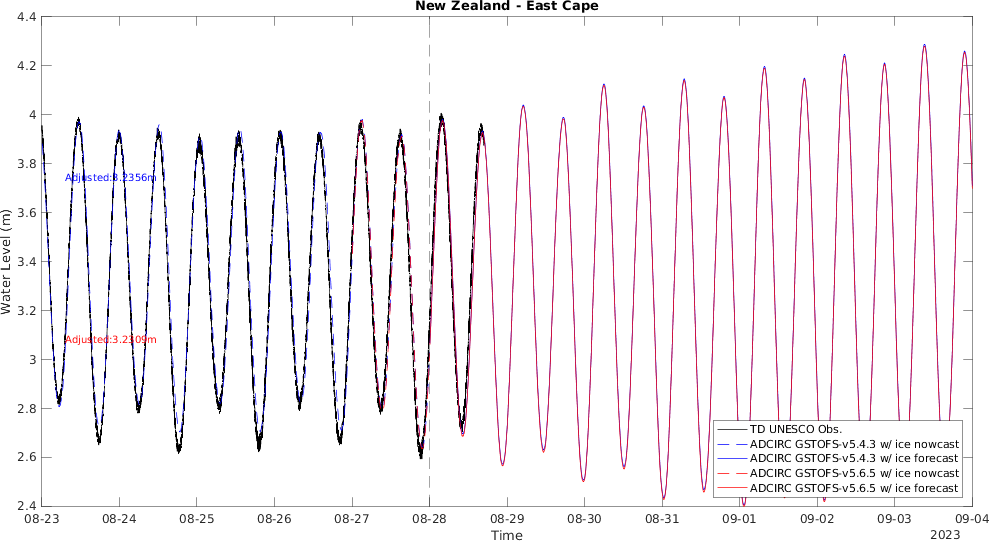 New Zealand - East Cape
Water Level (m)
4.4
4.2
4
3.8
3.6
3.4
3.2
3
2.8
2.6
2.4
Adjusted:3.2356m
Adjusted:3.2309m
TD UNESCO Obs.
ADCIRC GSTOFS-v5.4.3 w/ ice nowcast
ADCIRC GSTOFS-v5.4.3 w/ ice forecast
ADCIRC GSTOFS-v5.6.5 w/ ice nowcast
ADCIRC GSTOFS-v5.6.5 w/ ice forecast
08-23 08-24 08-25 08-26 08-27 08-28 08-29 08-30 08-31 09-01 09-02 09-03 09-04
Time
2023